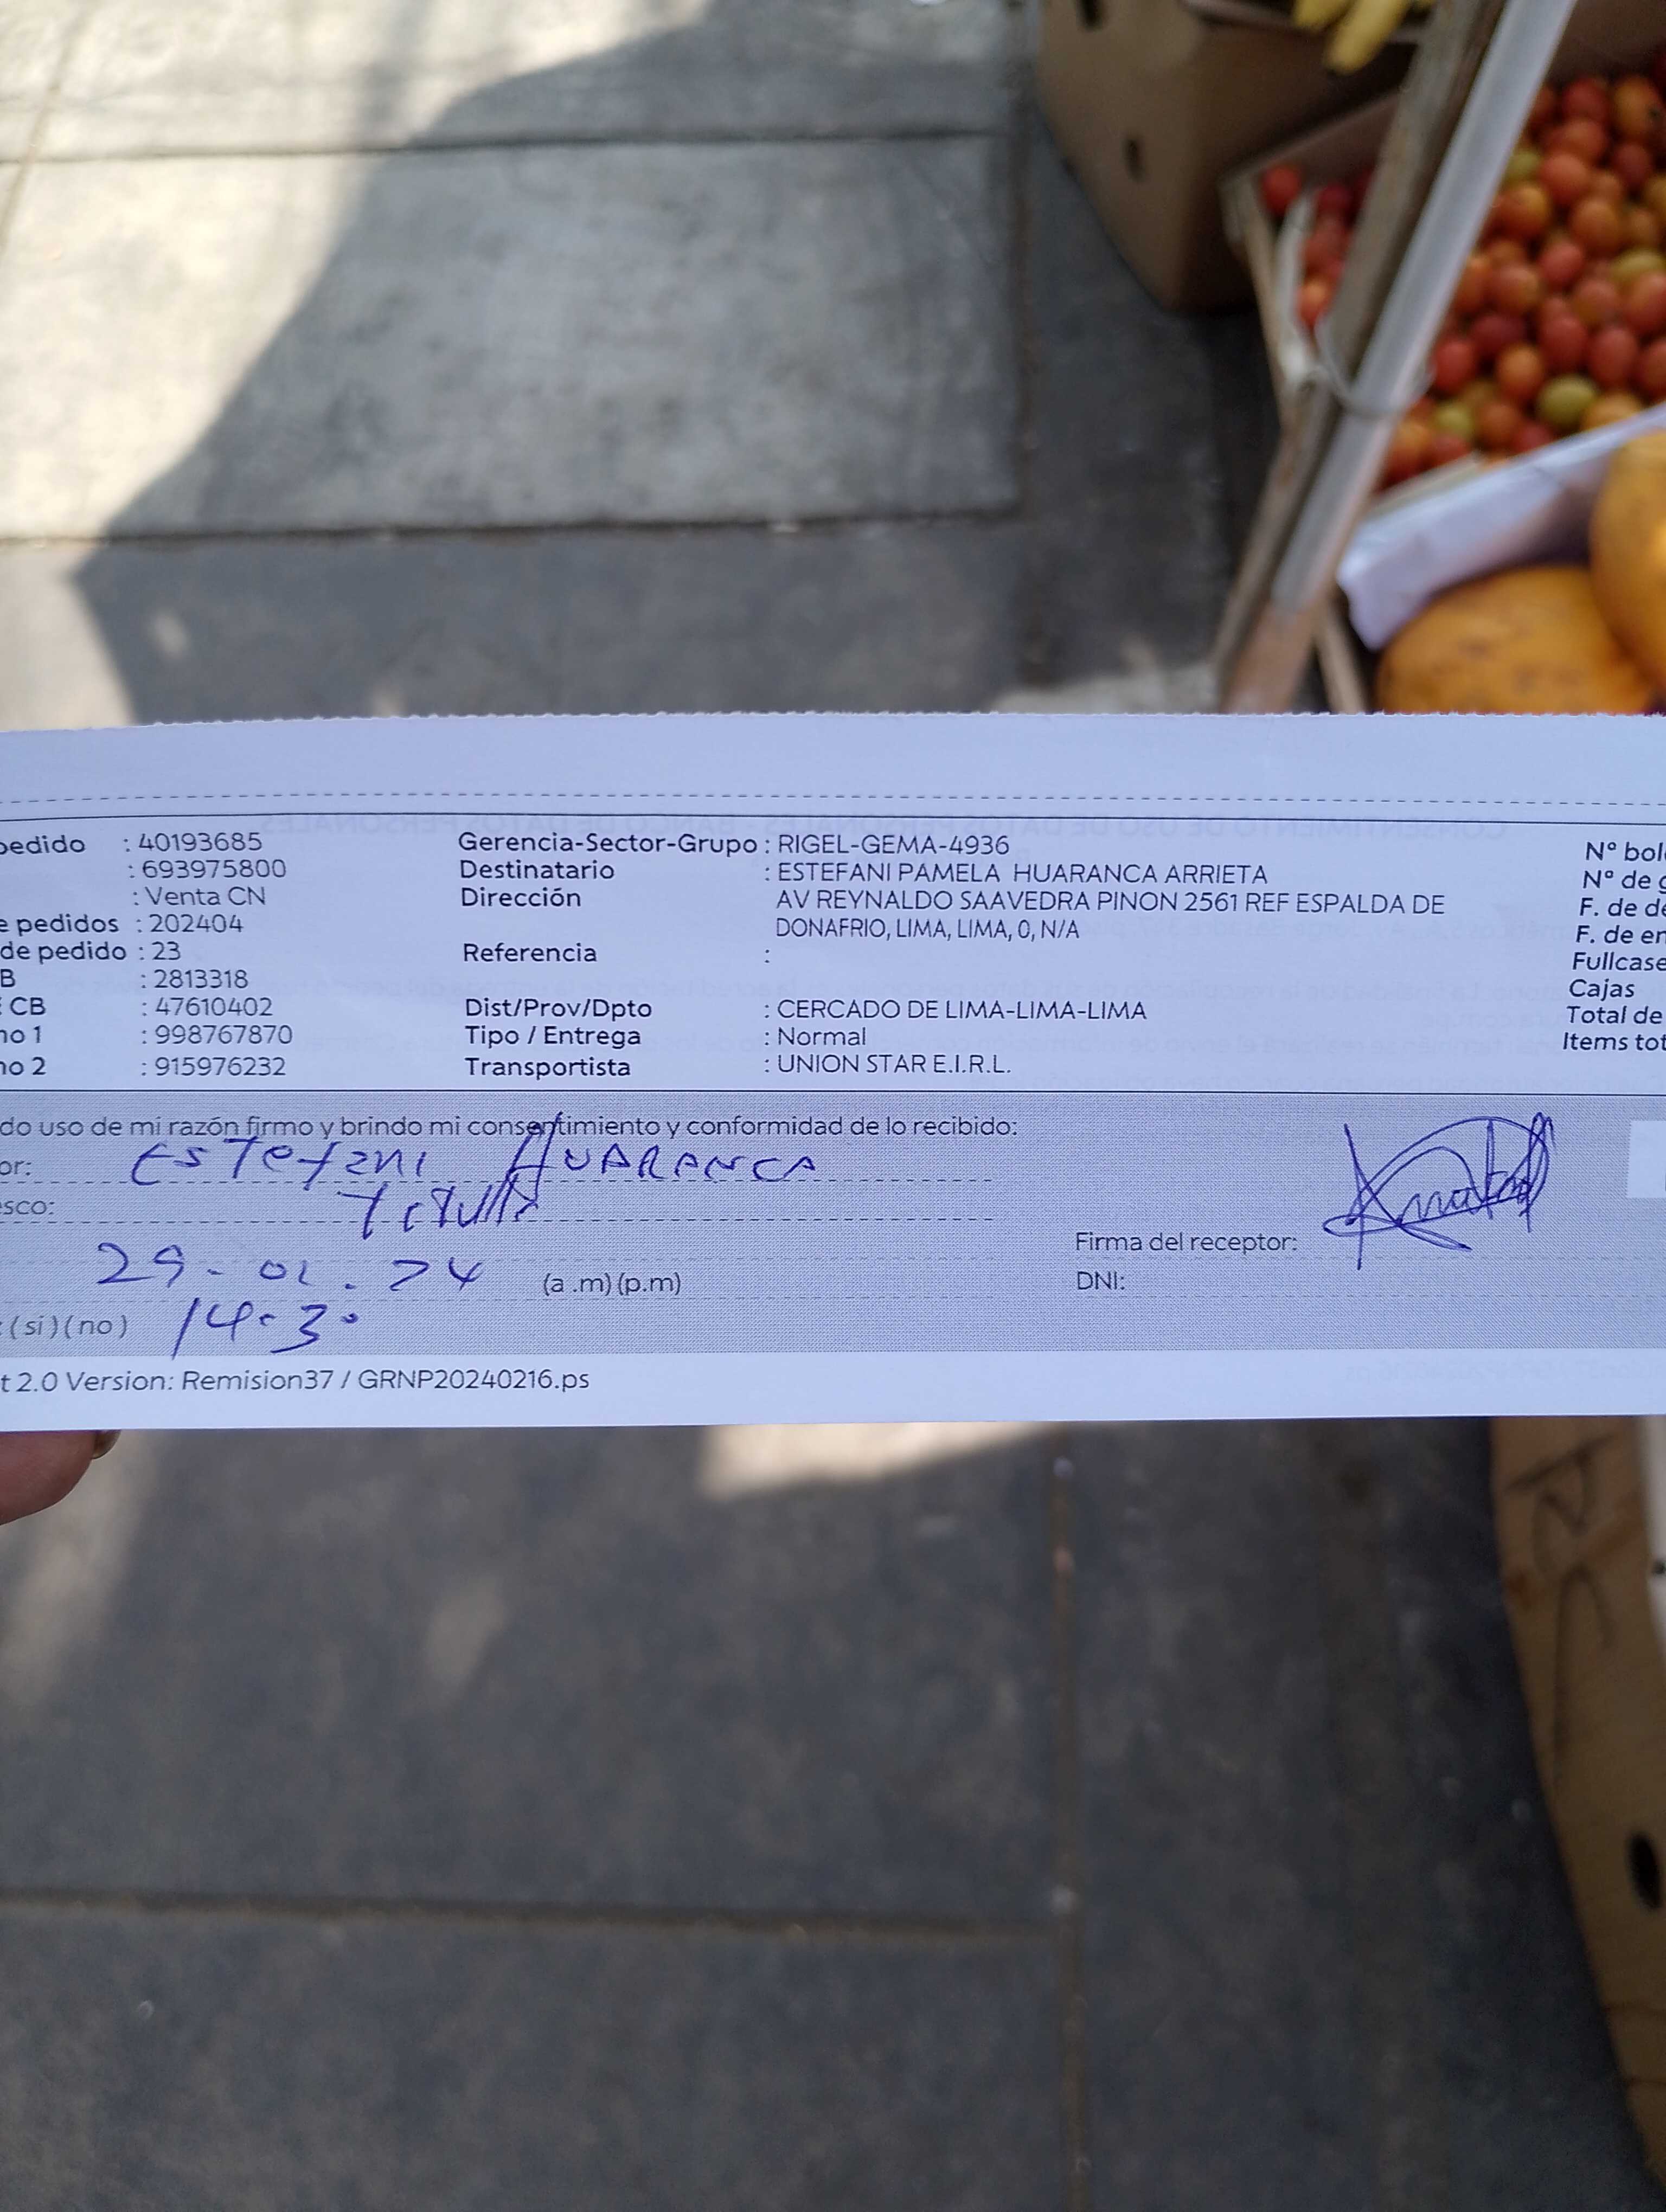 pedido : 40193685 Gerencia-Sector-Grupo : RIGEL-GEMA-4936 Nº bol
: 693975800 Destinatario : ESTEFANI PAMELA HUARANCA ARRIETA Nº de g
: Venta CN Dirección AV REYNALDO SAAVEDRA PINON 2561 REF ESPALDA DE F. de de
e pedidos : 202404 DONAFRIO, LIMA, LIMA, 0, N/A F. de en
de pedido : 23 Referencia : Fullcase
B : 2813318 Cajas
CB : 47610402 Dist/Prov/Dpto : CERCADO DE LIMA-LIMA-LIMA Total de
no 1 : 998767870 Tipo / Entrega : Normal Items tot
no 2 : 915976232 Transportista : UNION STAR E.I.R.L.
do uso de mi razón firmo y brindo mi consentimiento y conformidad de lo recibido:
or: Estefani HUARANCA
esco:
Firma del receptor:
29-02-24 (a .m) (p.m) DNI:
: ( si ) ( no ) 14:30
t 2.0 Version: Remision37 / GRNP20240216.ps